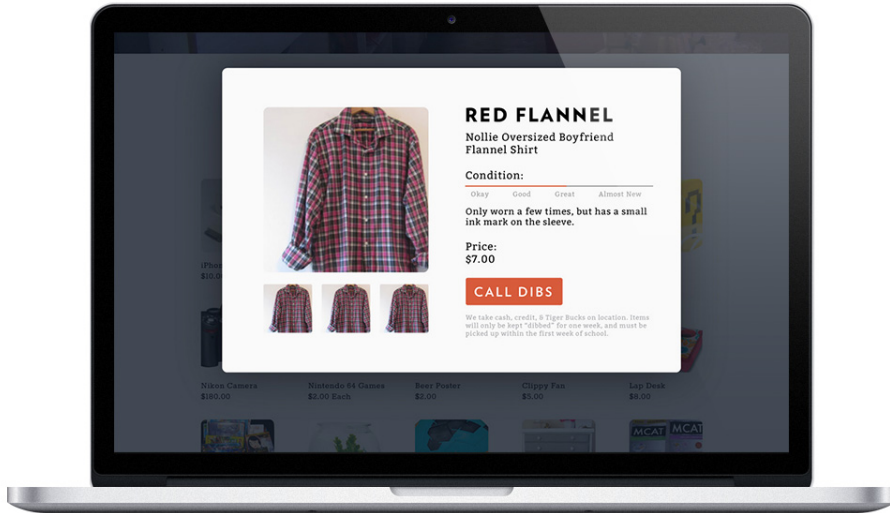 RED FLANNEL
Nollie Oversized Boyfriend
Flannel Shirt
Condition:
Okay Good Great Almost New
Only worn a few times, but has a small
ink mark on the sleeve.
Price:
$7.00
CALL DIBS
We take cash, credit, & Tiger Bucks on location. Items
will only be kept "dibbed" for one week, and must be
picked up within the first week of school.
Nikon Camera Nintendo 64 Games Beer Poster Clippy Fan Lap Desk
$180.00 $2.00 Each $2.00 $5.00 $8.00
MCAT MCAT